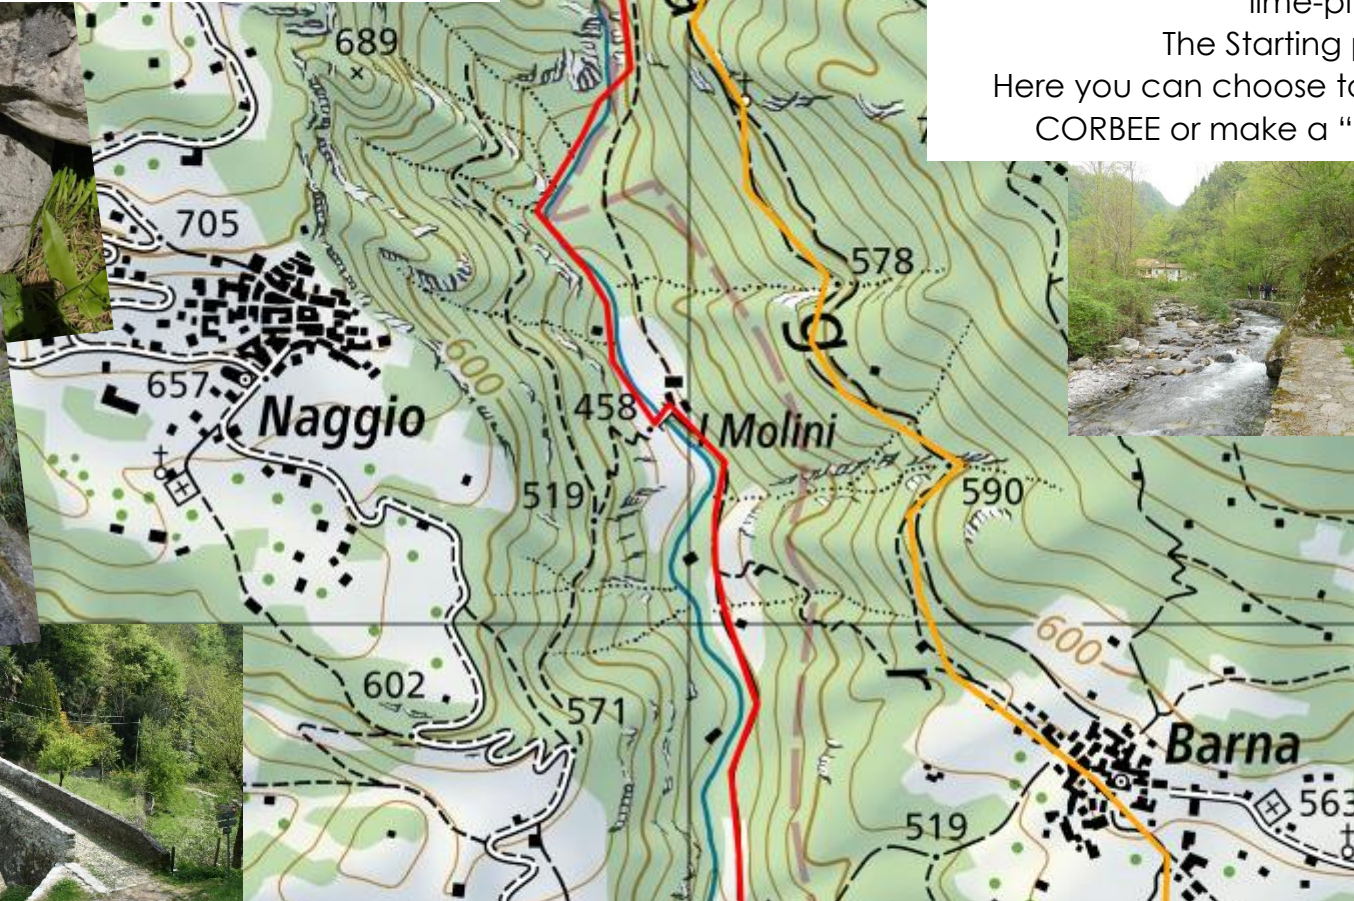 The Starting
Here you can choose
CORBEE or make a “
689
705
578
600
657
Naggio
458
I Molini
g
519
590
600
602
571
Barna
r
519
563